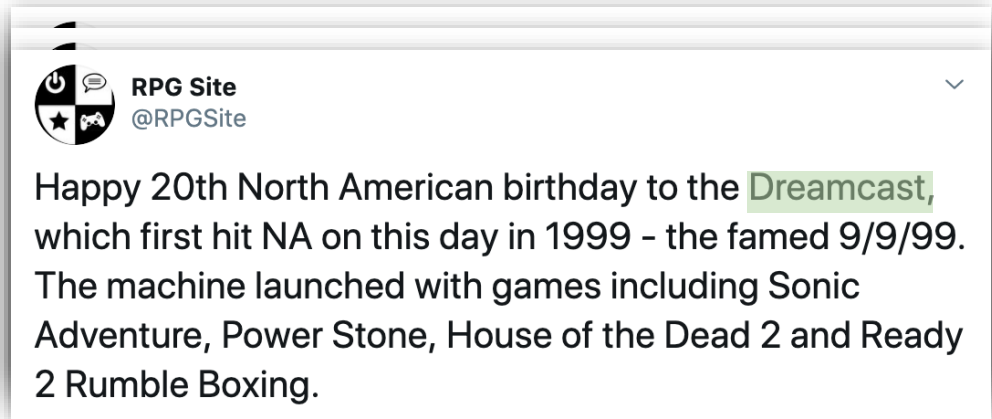 RPG Site
@RPGSite
Happy 20th North American birthday to the Dreamcast,
which first hit NA on this day in 1999 - the famed 9/9/99.
The machine launched with games including Sonic
Adventure, Power Stone, House of the Dead 2 and Ready
2 Rumble Boxing.